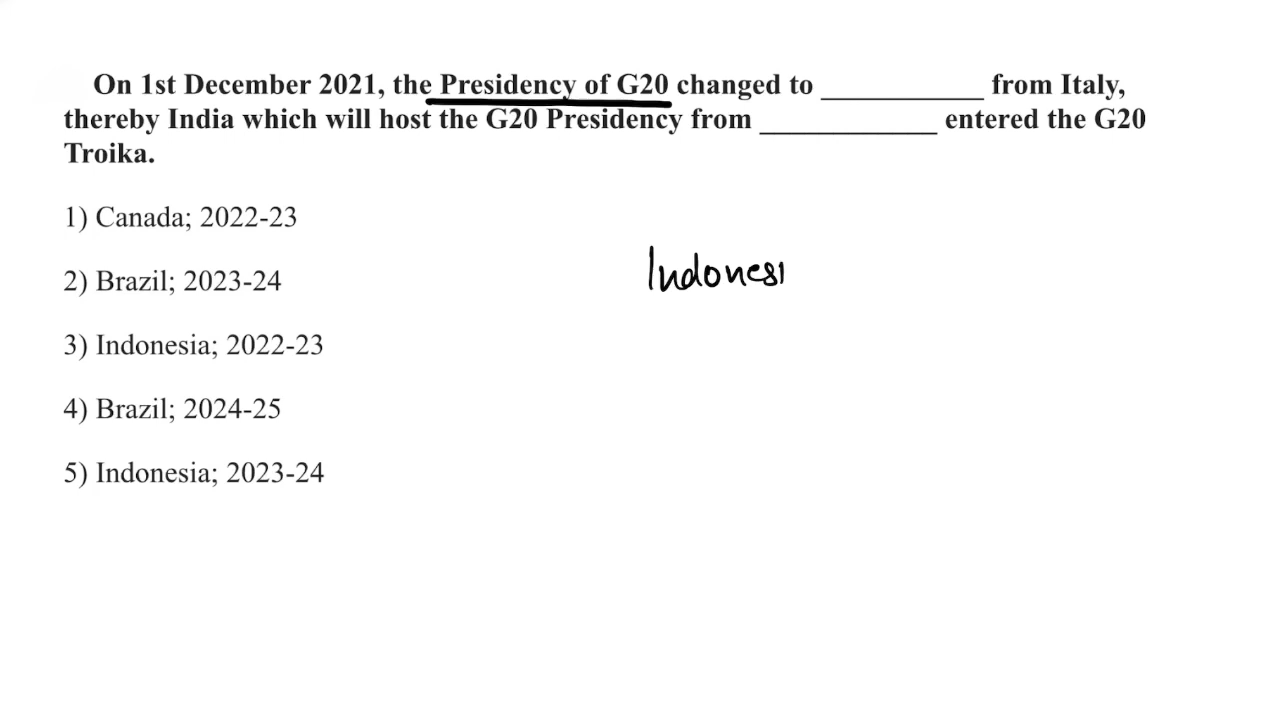 On 1st December 2021, the Presidency of G20 changed to ___________ from Italy,
thereby India which will host the G20 Presidency from ____________ entered the G20
Troika.
1) Canada; 2022-23
Indonesi
2) Brazil; 2023-24
3) Indonesia; 2022-23
4) Brazil; 2024-25
5) Indonesia; 2023-24